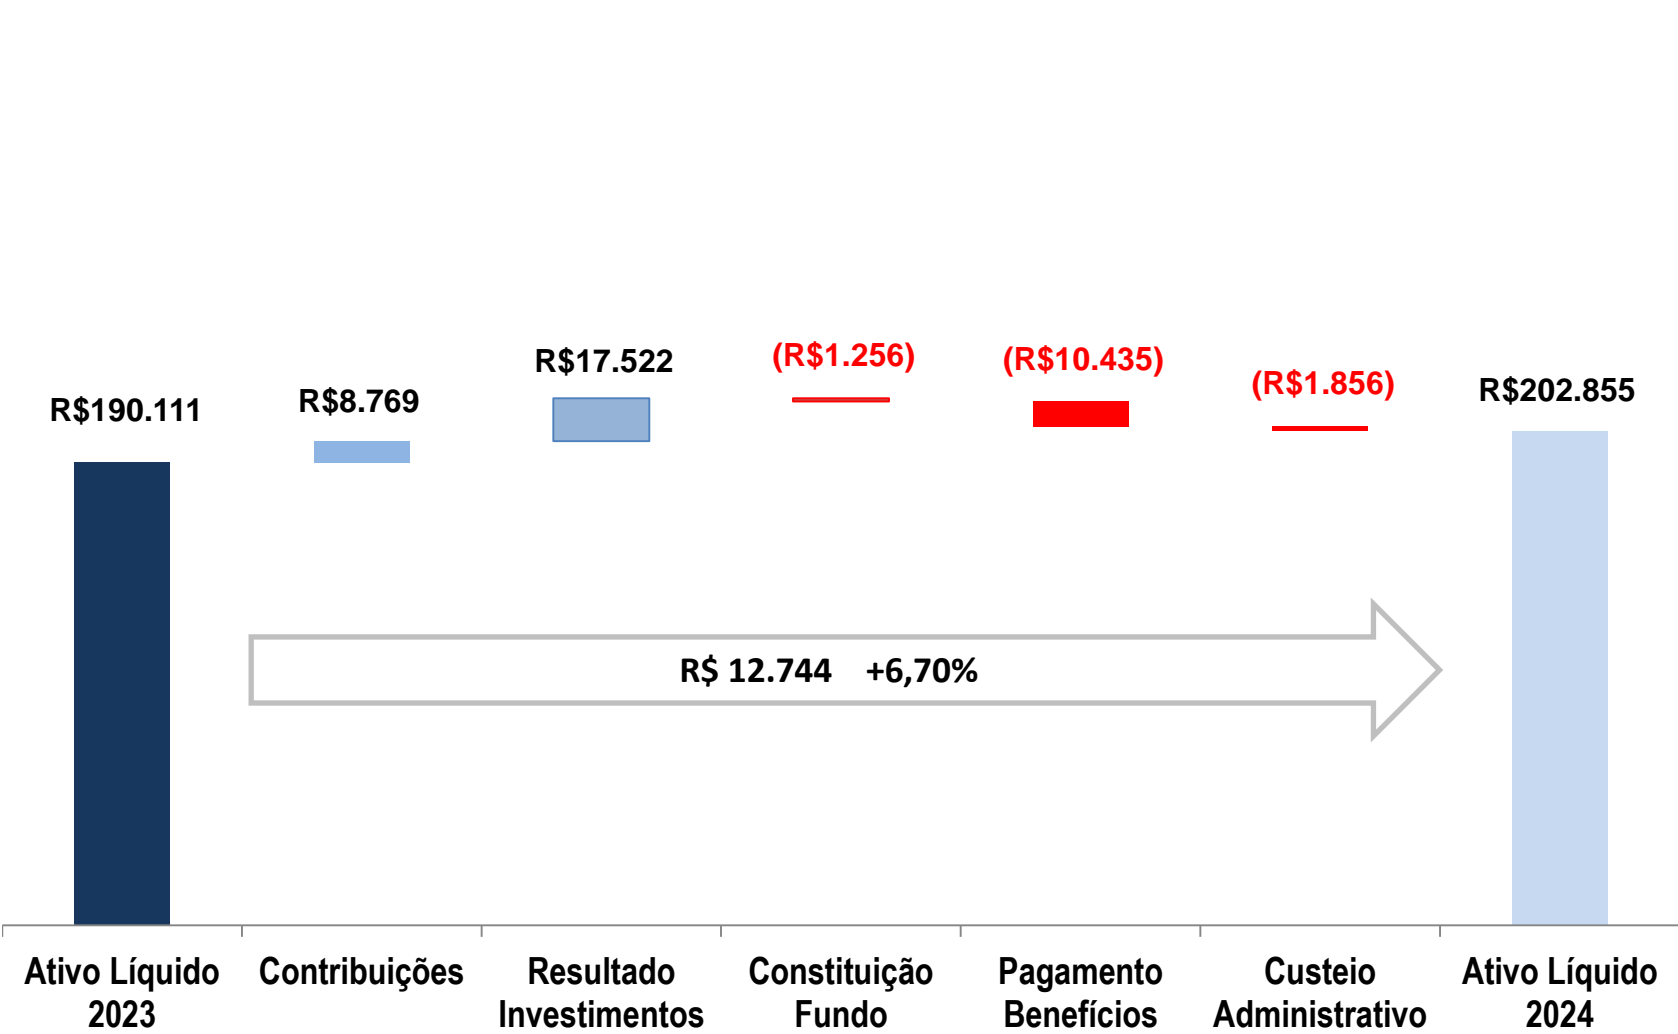 R$190.111
R$8.769
R$17.522
(R$1.256)
(R$10.435)
(R$1.856)
R$202.855
R$ 12.744 +6,70%
Ativo Líquido
2023
Contribuições
Resultado
Investimentos
Constituição
Fundo
Pagamento
Benefícios
Custeio
Administrativo
Ativo Líquido
2024